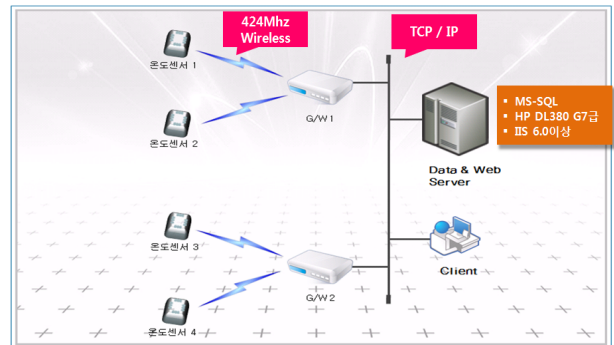 424Mhz
Wireless
TCP / IP
온도센서 1
G/W1
▪ MS-SQL
▪ HP DL380 G7급
▪ IIS 6.0이상
온도센서 2
Data & Web
Server
온도센서 3
Client
G/W2
온도센서 4